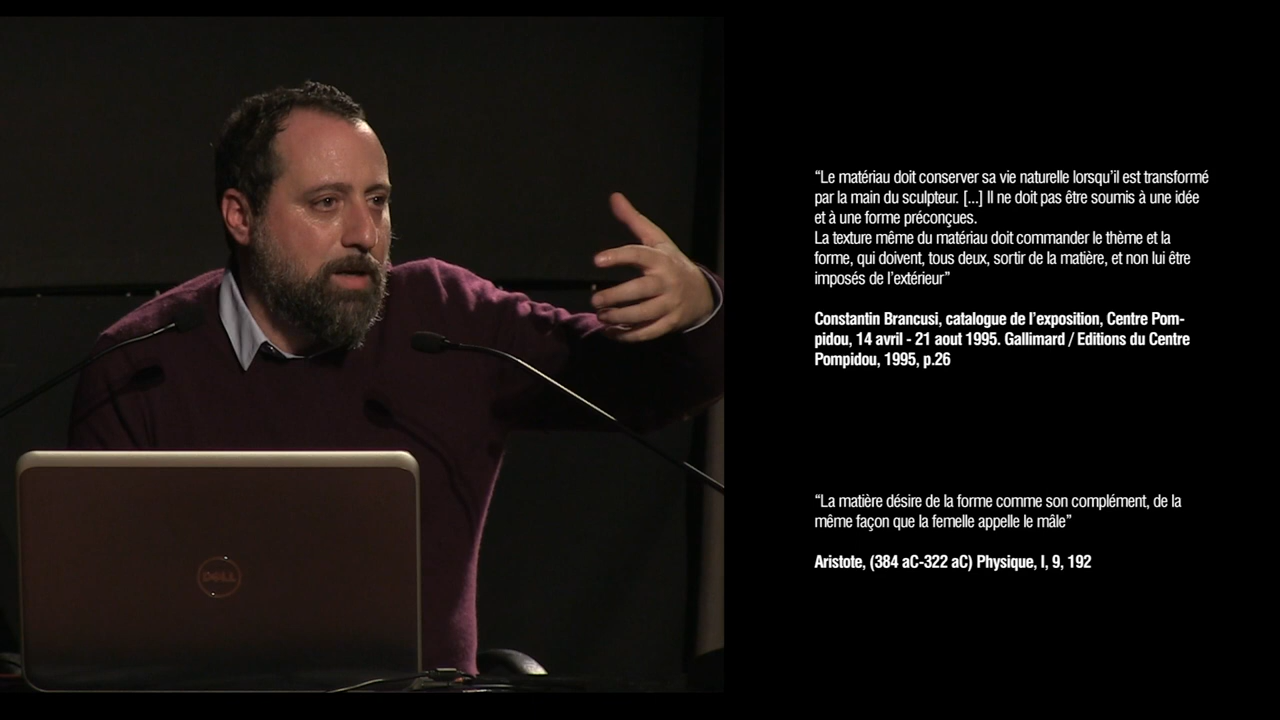 “Le matériau doit conserver sa vie naturelle lorsqu’il est transformé
par la main du sculpteur. [...] Il ne doit pas être soumis à une idée
et à une forme préconçues.
La texture même du matériau doit commander le thème et la
forme, qui doivent, tous deux, sortir de la matière, et non lui être
imposés de l’extérieur”
Constantin Brancusi, catalogue de l’exposition, Centre Pom-
pidou, 14 avril - 21 aout 1995. Gallimard / Editions du Centre
Pompidou, 1995, p.26
“La matière désire de la forme comme son complément, de la
même façon que la femelle appelle le mâle”
Aristote, (384 aC-322 aC) Physique, I, 9, 192
DELL